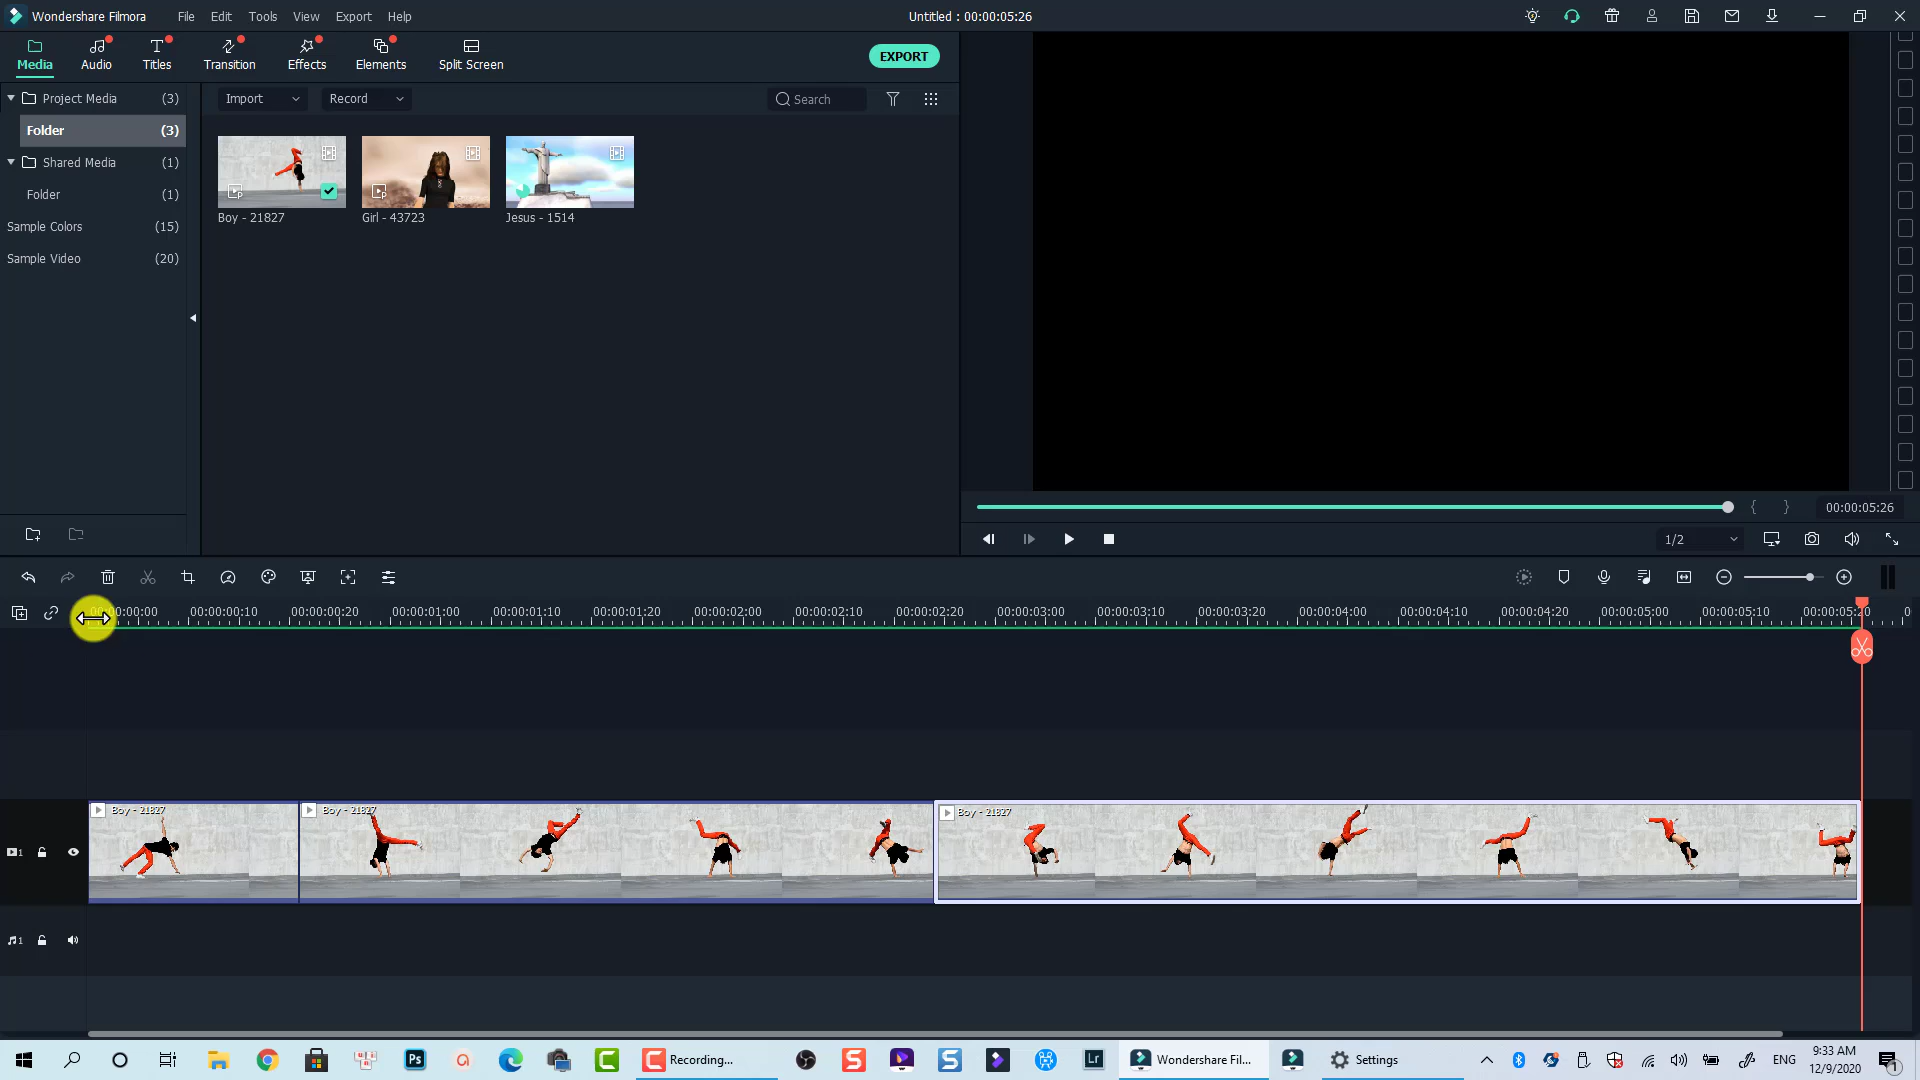 Wondershare Filmora File Edit Tools View Export Help Untitled : 00:00:05:26
Media Audio Titles Transition Effects Elements Split Screen EXPORT
Project Media (3) Import Record Search
Folder (3)
Shared Media (1)
Folder (1)
Sample Colors (15)
Sample Video (20)
Boy - 21827 Girl - 43723 Jesus - 1514
00:00:05:26
1/2
00:00:00 00:00:00:10 00:00:00:20 00:00:01:00 00:00:01:10 00:00:01:20 00:00:02:00 00:00:02:10 00:00:02:20 00:00:03:00 00:00:03:10 00:00:03:20 00:00:04:00 00:00:04:10 00:00:04:20 00:00:05:00 00:00:05:10 00:00:05:20 0
Boy - 21827 Boy - 21827 Boy - 21827
1
1
Ps Recording... S S Lr Wondershare Fil... Settings ENG 9:33 AM
12/9/2020
1